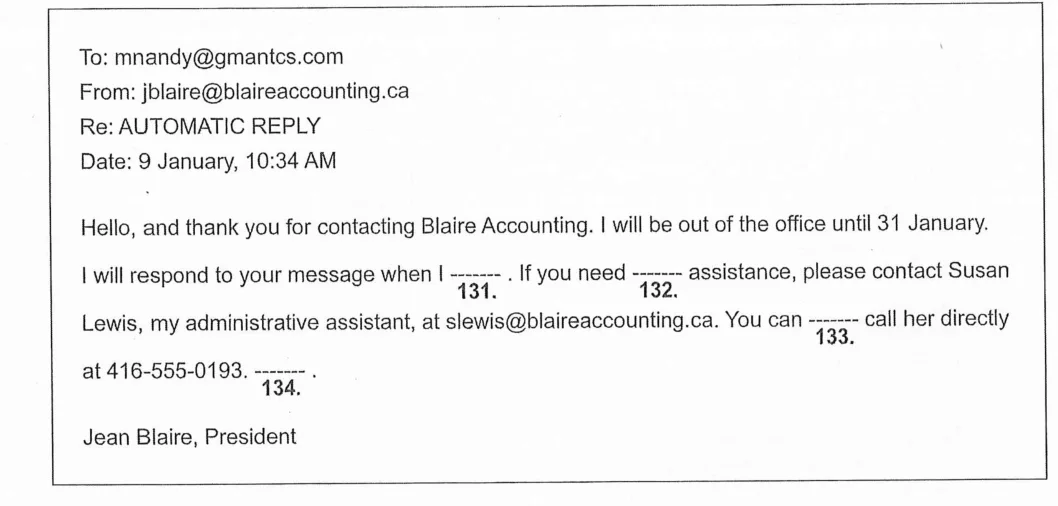 To: mnandy@gmantcs.com
From: jblaire@blaireaccounting.ca
Re: AUTOMATIC REPLY
Date: 9 January, 10:34 AM
Hello, and thank you for contacting Blaire Accounting. I will be out of the office until 31 January.
I will respond to your message when I ------- . If you need ------- assistance, please contact Susan
131. 132.
Lewis, my administrative assistant, at slewis@blaireaccounting.ca. You can ------- call her directly
133.
at 416-555-0193. ------- .
134.
Jean Blaire, President